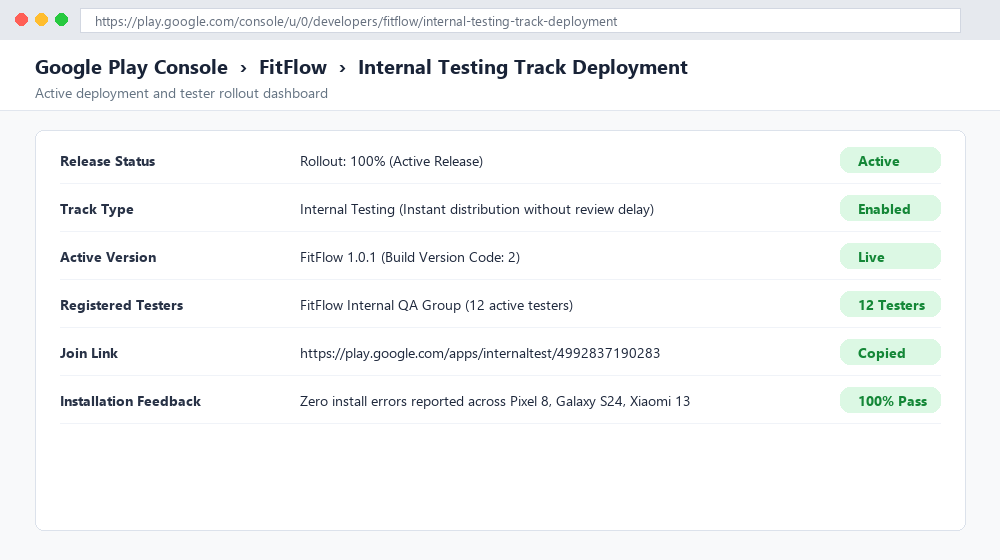 https://play.google.com/console/u/0/developers/fitflow/internal-testing-track-deployment
Google Play Console › FitFlow › Internal Testing Track Deployment
Active deployment and tester rollout dashboard
Release Status Rollout: 100% (Active Release) Active
Track Type Internal Testing (Instant distribution without review delay) Enabled
Active Version FitFlow 1.0.1 (Build Version Code: 2) Live
Registered Testers FitFlow Internal QA Group (12 active testers) 12 Testers
Join Link https://play.google.com/apps/internaltest/4992837190283 Copied
Installation Feedback Zero install errors reported across Pixel 8, Galaxy S24, Xiaomi 13 100% Pass